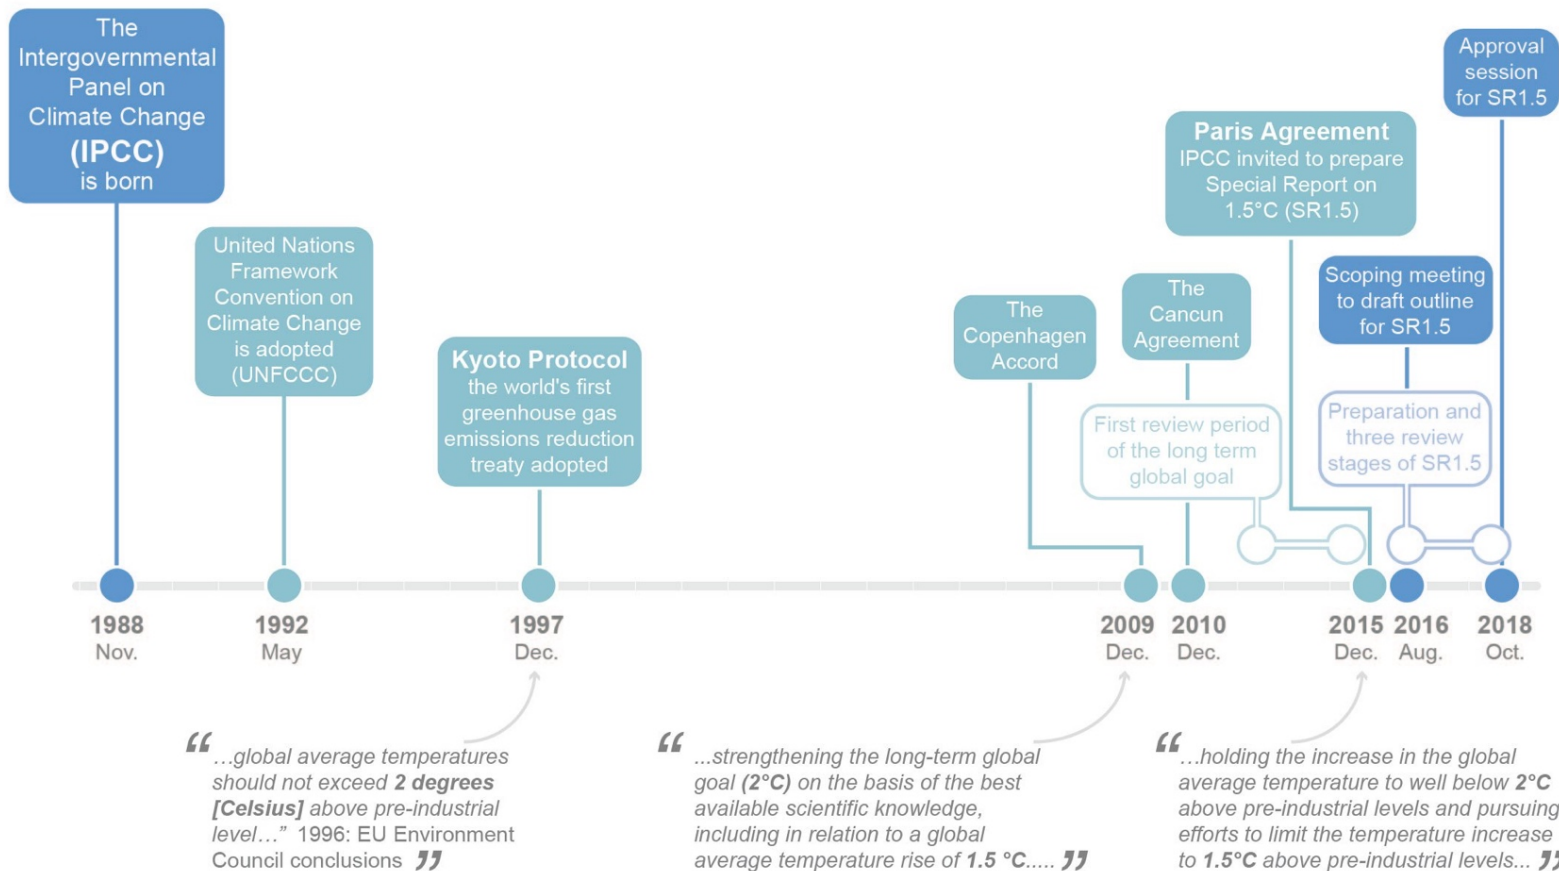 The
Intergovernmental
Panel on
Climate Change
(IPCC)
is born
United Nations
Framework
Convention on
Climate Change
is adopted
(UNFCCC)
Kyoto Protocol
the world's first
greenhouse gas
emissions reduction
treaty adopted
The
Copenhagen
Accord
The
Cancun
Agreement
First review period
of the long term
global goal
Paris Agreement
IPCC invited to prepare
Special Report on
1.5°C (SR1.5)
Scoping meeting
to draft outline
for SR1.5
Preparation and
three review
stages of SR1.5
Approval
session
for SR1.5
1988
Nov.
1992
May
1997
Dec.
2009
Dec.
2010
Dec.
2015
Dec.
2016
Aug.
2018
Oct.
“ …global average temperatures
should not exceed 2 degrees
[Celsius] above pre-industrial
level…” 1996: EU Environment
Council conclusions ”
“ ...strengthening the long-term global
goal (2°C) on the basis of the best
available scientific knowledge,
including in relation to a global
average temperature rise of 1.5 °C..... ”
“ …holding the increase in the global
average temperature to well below 2°C
above pre-industrial levels and pursuing
efforts to limit the temperature increase
to 1.5°C above pre-industrial levels... ”